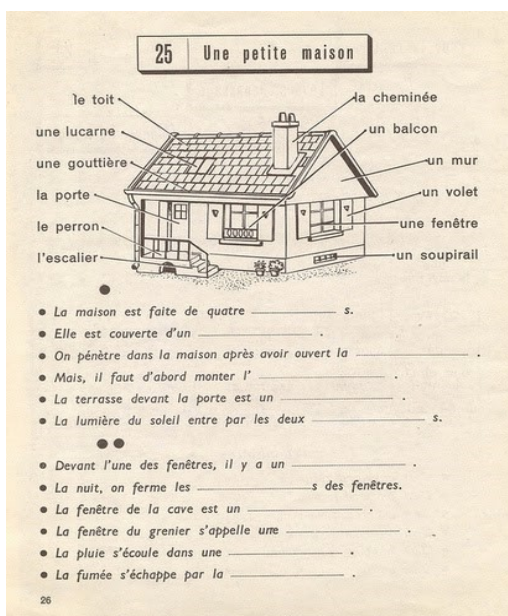 25 Une petite maison
le toit
une lucarne
une gouttière
la porte
le perron
l'escalier
la cheminée
un balcon
un mur
un volet
une fenêtre
un soupirail
La maison est faite de quatre s.
Elle est couverte d'un .
On pénètre dans la maison après avoir ouvert la .
Mais, il faut d'abord monter l' .
La terrasse devant la porte est un .
La lumière du soleil entre par les deux s.
Devant l'une des fenêtres, il y a un .
La nuit, on ferme les s des fenêtres.
La fenêtre de la cave est un .
La fenêtre du grenier s'appelle une .
La pluie s'écoule dans une .
La fumée s'échappe par la .
26